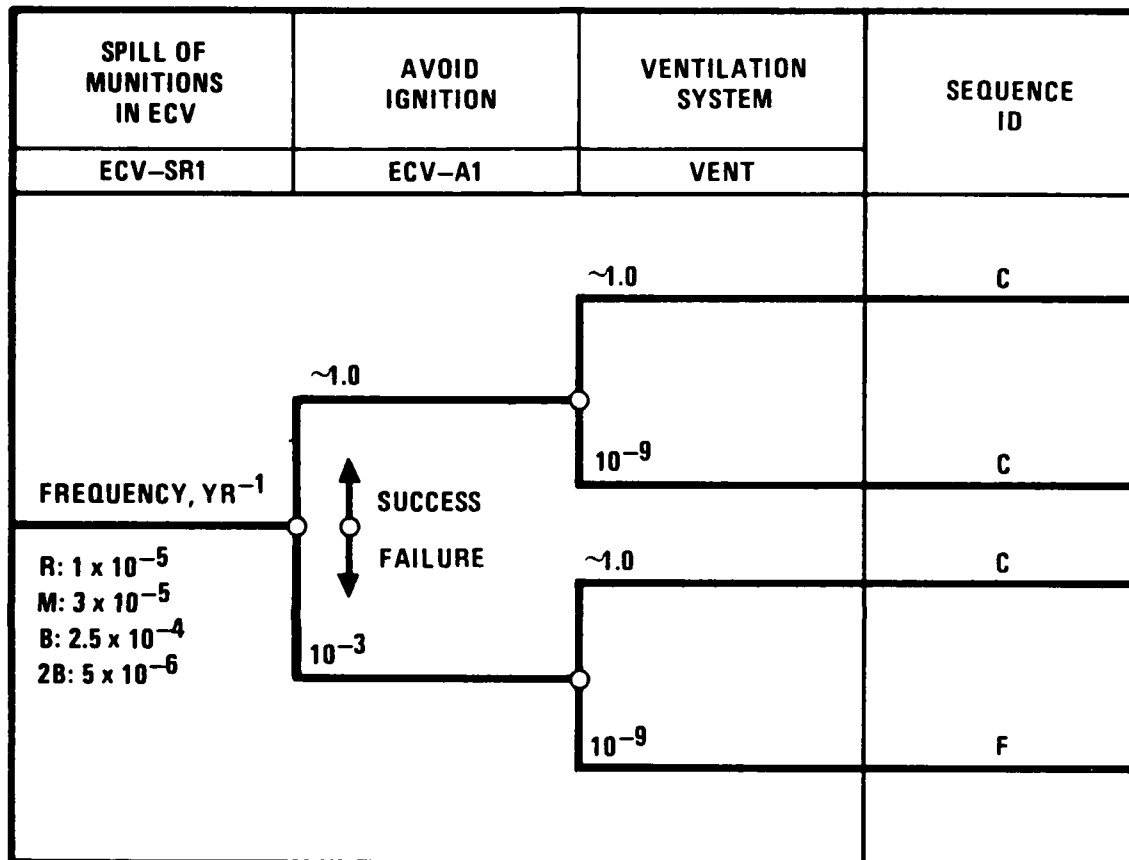 SPILL OF
MUNITIONS
IN ECV
AVOID
IGNITION
VENTILATION
SYSTEM
SEQUENCE
ID
ECV–SR1
ECV–A1
VENT
~1.0
C
~1.0
10⁻⁹
C
FREQUENCY, YR⁻¹
SUCCESS
FAILURE
~1.0
C
R: 1 x 10⁻⁵
M: 3 x 10⁻⁵
B: 2.5 x 10⁻⁴
2B: 5 x 10⁻⁶
10⁻³
10⁻⁹
F